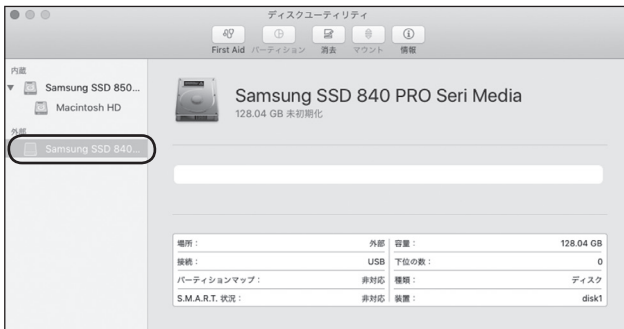 ディスクユーティリティ
First Aid パーティション 消去 マウント 情報
内蔵
Samsung SSD 850...
Macintosh HD
外部
Samsung SSD 840...
Samsung SSD 840 PRO Seri Media
128.04 GB 未初期化
場所： 外部 容量： 128.04 GB
接続： USB 下位の数： 0
パーティションマップ： 非対応 種類： ディスク
S.M.A.R.T. 状況： 非対応 装置： disk1